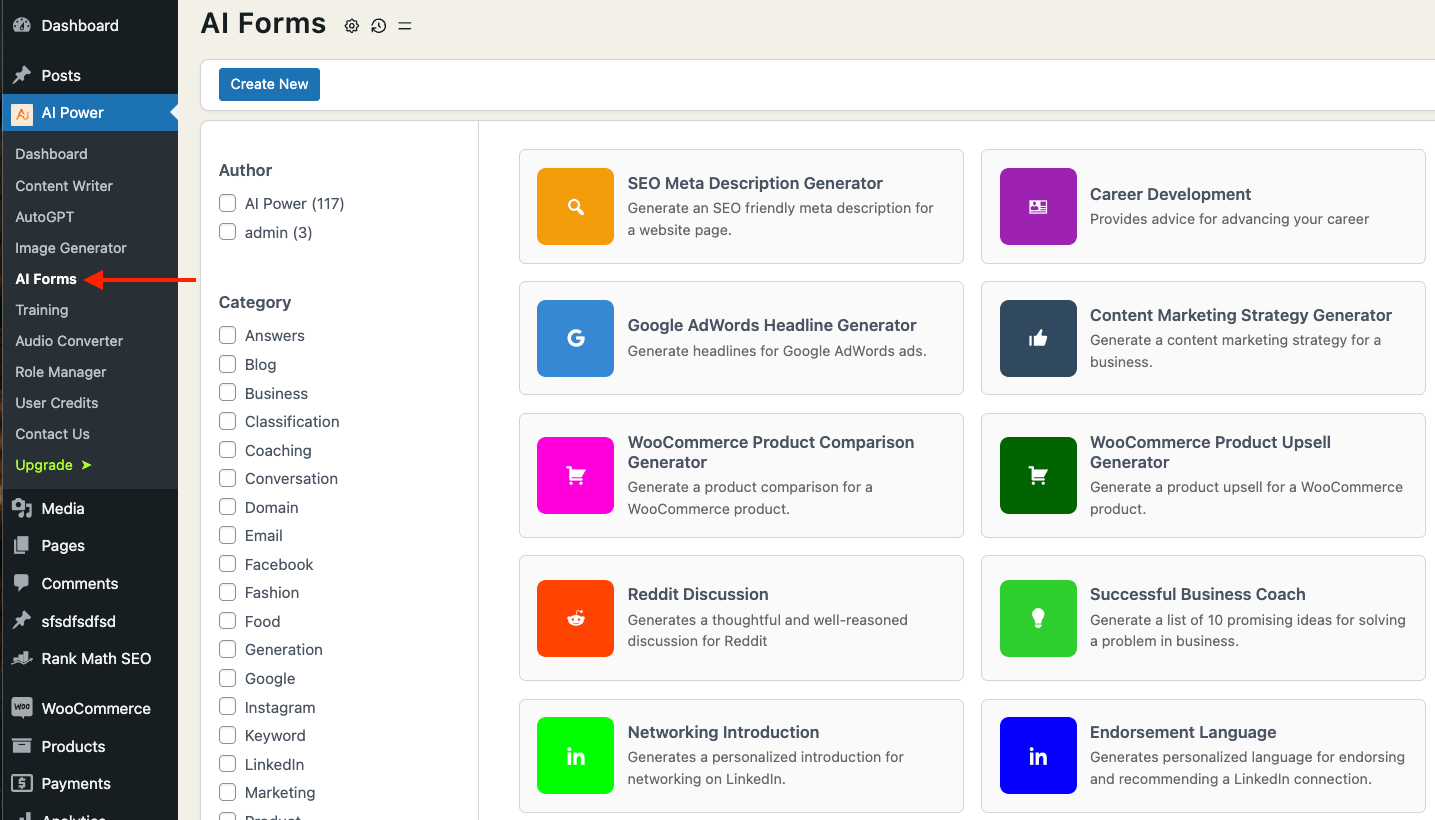 Dashboard
Posts
AI Power
Dashboard
Content Writer
AutoGPT
Image Generator
AI Forms
Training
Audio Converter
Role Manager
User Credits
Contact Us
Upgrade ➤
Media
Pages
Comments
sfsdfsdfsd
Rank Math SEO
WooCommerce
Products
Payments
Analytics
AI Forms
Create New
Author
AI Power (117)
admin (3)
Category
Answers
Blog
Business
Classification
Coaching
Conversation
Domain
Email
Facebook
Fashion
Food
Generation
Google
Instagram
Keyword
LinkedIn
Marketing
Product
SEO Meta Description Generator
Generate an SEO friendly meta description for
a website page.
Career Development
Provides advice for advancing your career
Google AdWords Headline Generator
Generate headlines for Google AdWords ads.
Content Marketing Strategy Generator
Generate a content marketing strategy for a
business.
WooCommerce Product Comparison
Generator
Generate a product comparison for a
WooCommerce product.
WooCommerce Product Upsell
Generator
Generate a product upsell for a WooCommerce
product.
Reddit Discussion
Generates a thoughtful and well-reasoned
discussion for Reddit
Successful Business Coach
Generate a list of 10 promising ideas for solving
a problem in business.
Networking Introduction
Generates a personalized introduction for
networking on LinkedIn.
Endorsement Language
Generates personalized language for endorsing
and recommending a LinkedIn connection.